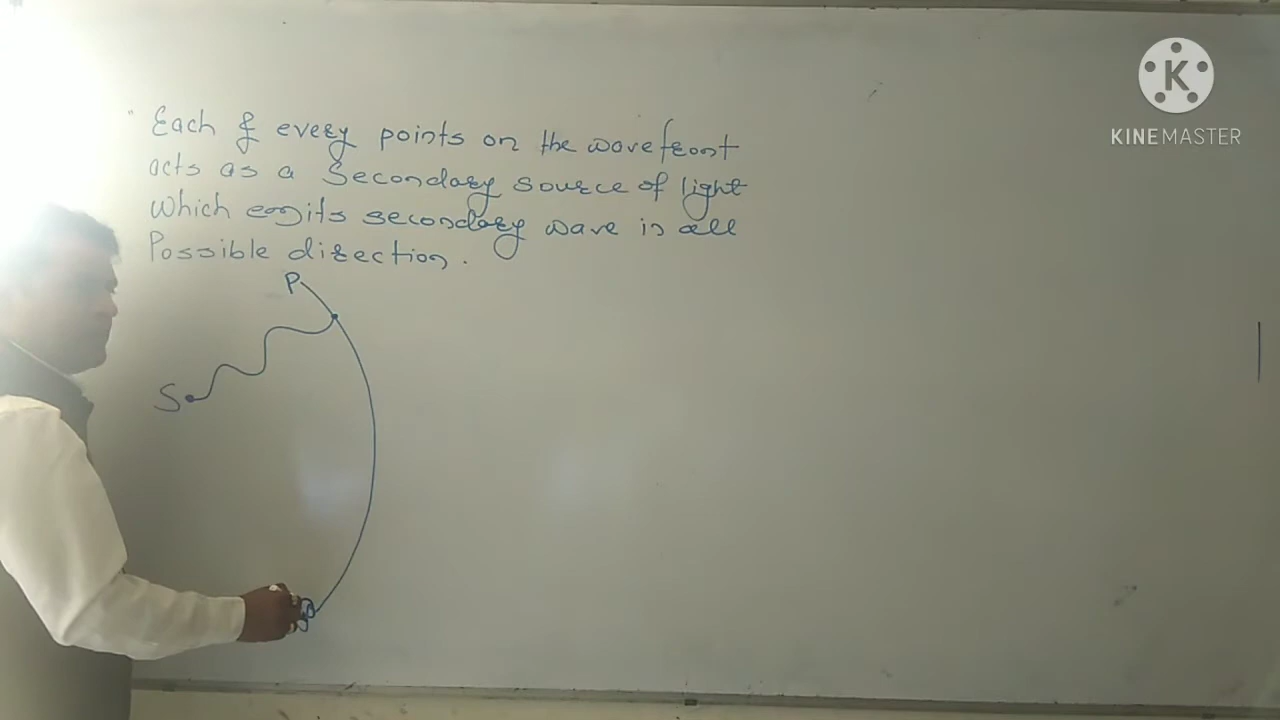 " Each & every points on the wavefront
acts as a Secondary source of light
which emits secondary wave in all
Possible direction.
P
S
KINEMASTER